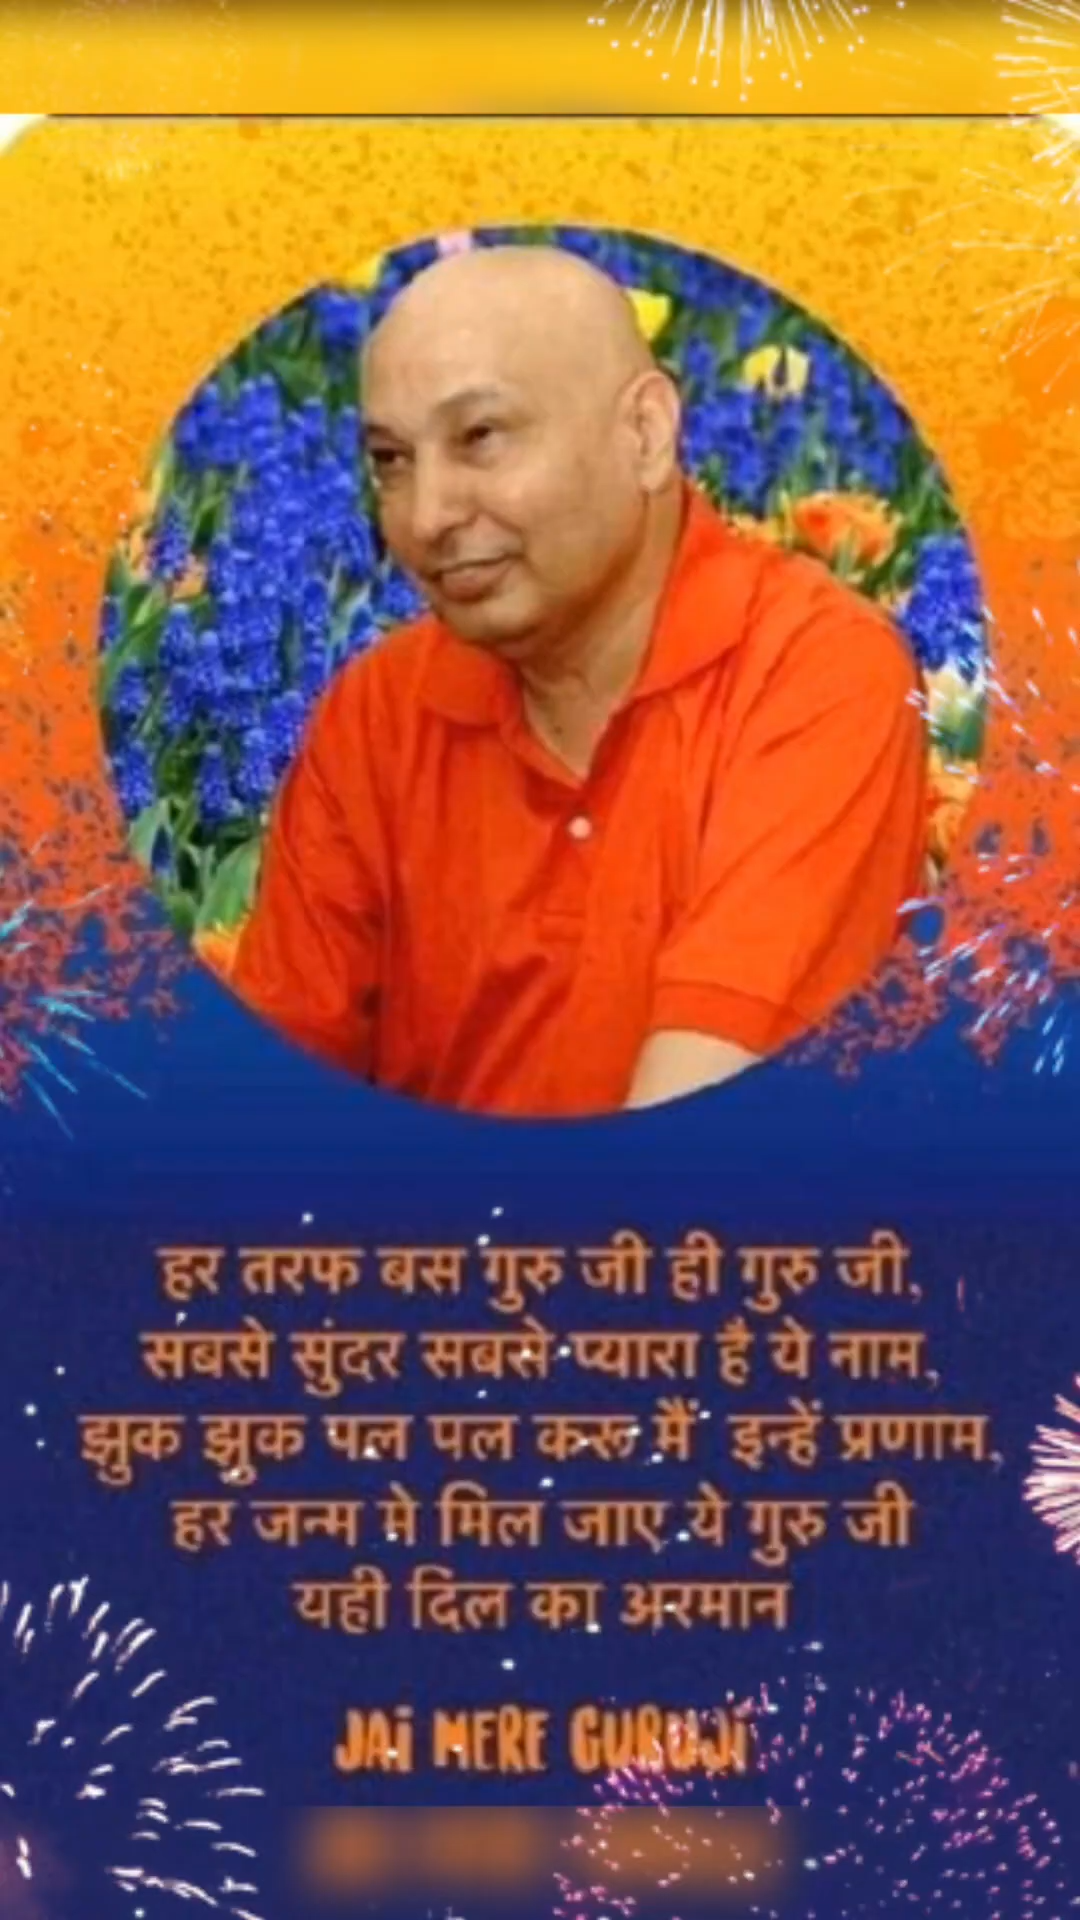 हर तरफ बस गुरु जी ही गुरु जी,
सबसे सुंदर सबसे प्यारा है ये नाम,
झुक झुक पल पल करू मैं इन्हें प्रणाम,
हर जन्म मे मिल जाए ये गुरु जी
यही दिल का अरमान
JAi MERE GURUJi